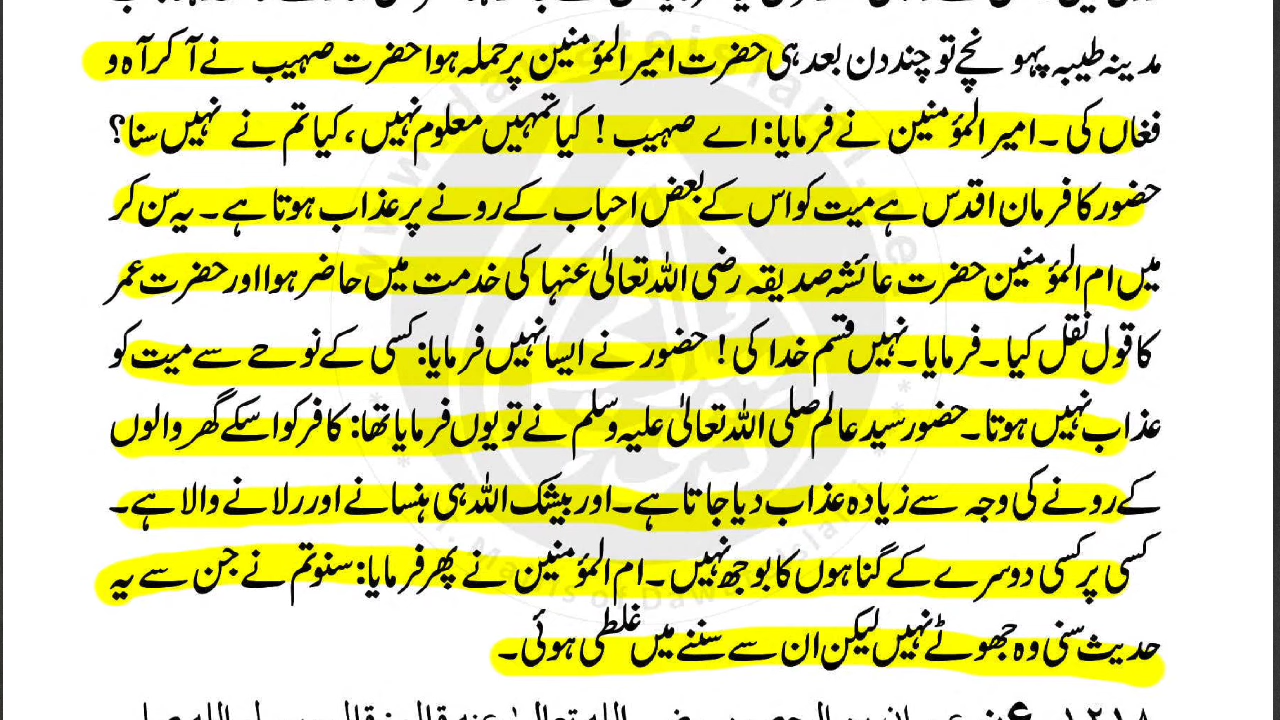 مدینہ طیبہ پہونچے تو چند دن بعد ہی حضرت امیر المؤمنین پر حملہ ہوا حضرت صہیب نے آ کر آہ و
فغاں کی ۔ امیر المؤمنین نے فرمایا: اے صہیب ! کیا تمہیں معلوم نہیں ، کیا تم نے نہیں سنا؟
حضور کا فرمان اقدس ہے میت کو اس کے بعض احباب کے رونے پر عذاب ہوتا ہے ۔ یہ سن کر
میں ام المؤمنین حضرت عائشہ صدیقہ رضی اللہ تعالیٰ عنہا کی خدمت میں حاضر ہوا اور حضرت عمر
کا قول نقل کیا ۔ فرمایا ۔ نہیں قسم خدا کی ! حضور نے ایسا نہیں فرمایا: کسی کے نوحے سے میت کو
عذاب نہیں ہوتا ۔ حضور سید عالم صلی اللہ تعالیٰ علیہ وسلم نے تو یوں فرمایا تھا: کافر کو اسکے گھر والوں
کے رونے کی وجہ سے زیادہ عذاب دیا جاتا ہے ۔ اور بیشک اللہ ہی ہنسانے اور رلانے والا ہے ۔
کسی پر کسی دوسرے کے گناہوں کا بوجھ نہیں ۔ ام المؤمنین نے پھر فرمایا: سنو تم نے جن سے یہ
حدیث سنی وہ جھوٹے نہیں لیکن ان سے سننے میں غلطی ہوئی ۔